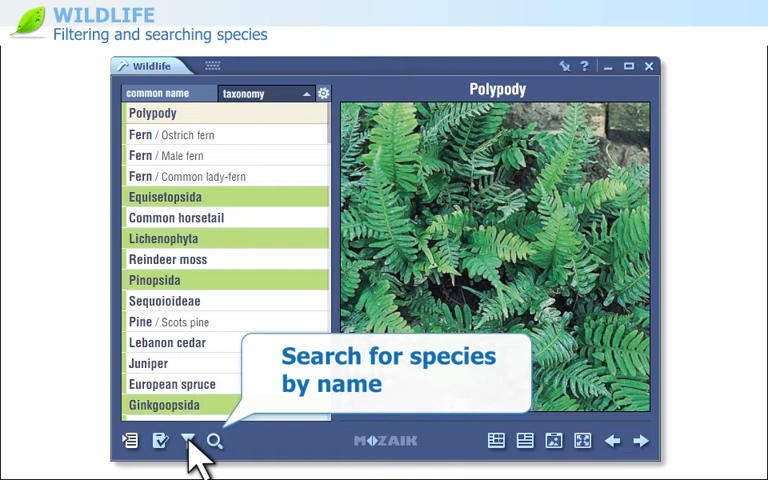 WILDLIFE
Filtering and searching species
Wildlife
common name
taxonomy
Polypody
Polypody
Fern / Ostrich fern
Fern / Male fern
Fern / Common lady-fern
Equisetopsida
Common horsetail
Lichenophyta
Reindeer moss
Pinopsida
Sequoioideae
Pine / Scots pine
Lebanon cedar
Juniper
European spruce
Ginkgoopsida
Search for species
by name
MOZAIK